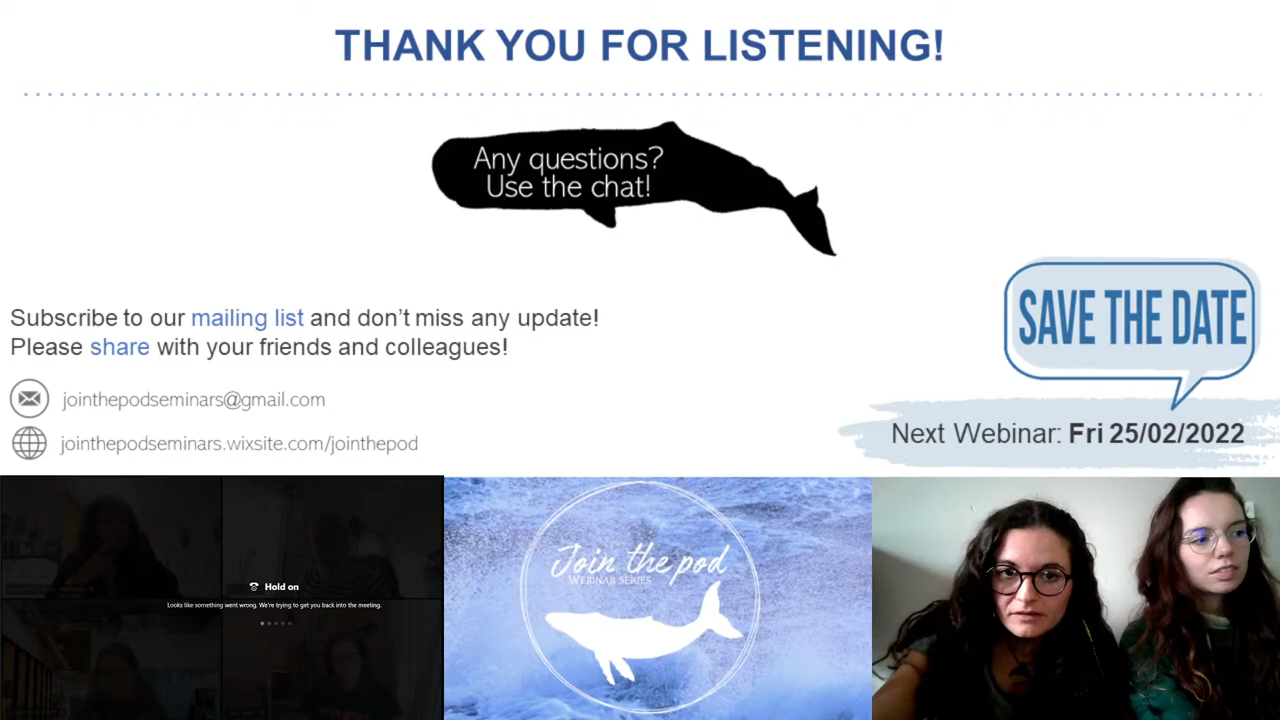 THANK YOU FOR LISTENING!
Any questions?
Use the chat!
Subscribe to our mailing list and don't miss any update!
Please share with your friends and colleagues!
jointhepodseminars@gmail.com
jointhepodseminars.wixsite.com/jointhepod
SAVE THE DATE
Next Webinar: Fri 25/02/2022
Hold on
Looks like something went wrong. We're trying to get you back into the meeting.
Join the pod
WEBINAR SERIES